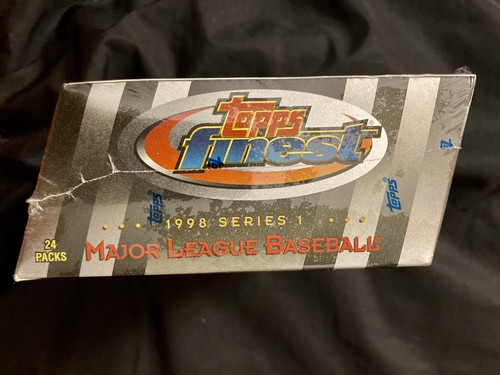 Topps
finest
Topps
Topps
... 1998 SERIES 1 ...
24
PACKS
MAJOR LEAGUE BASEBALL